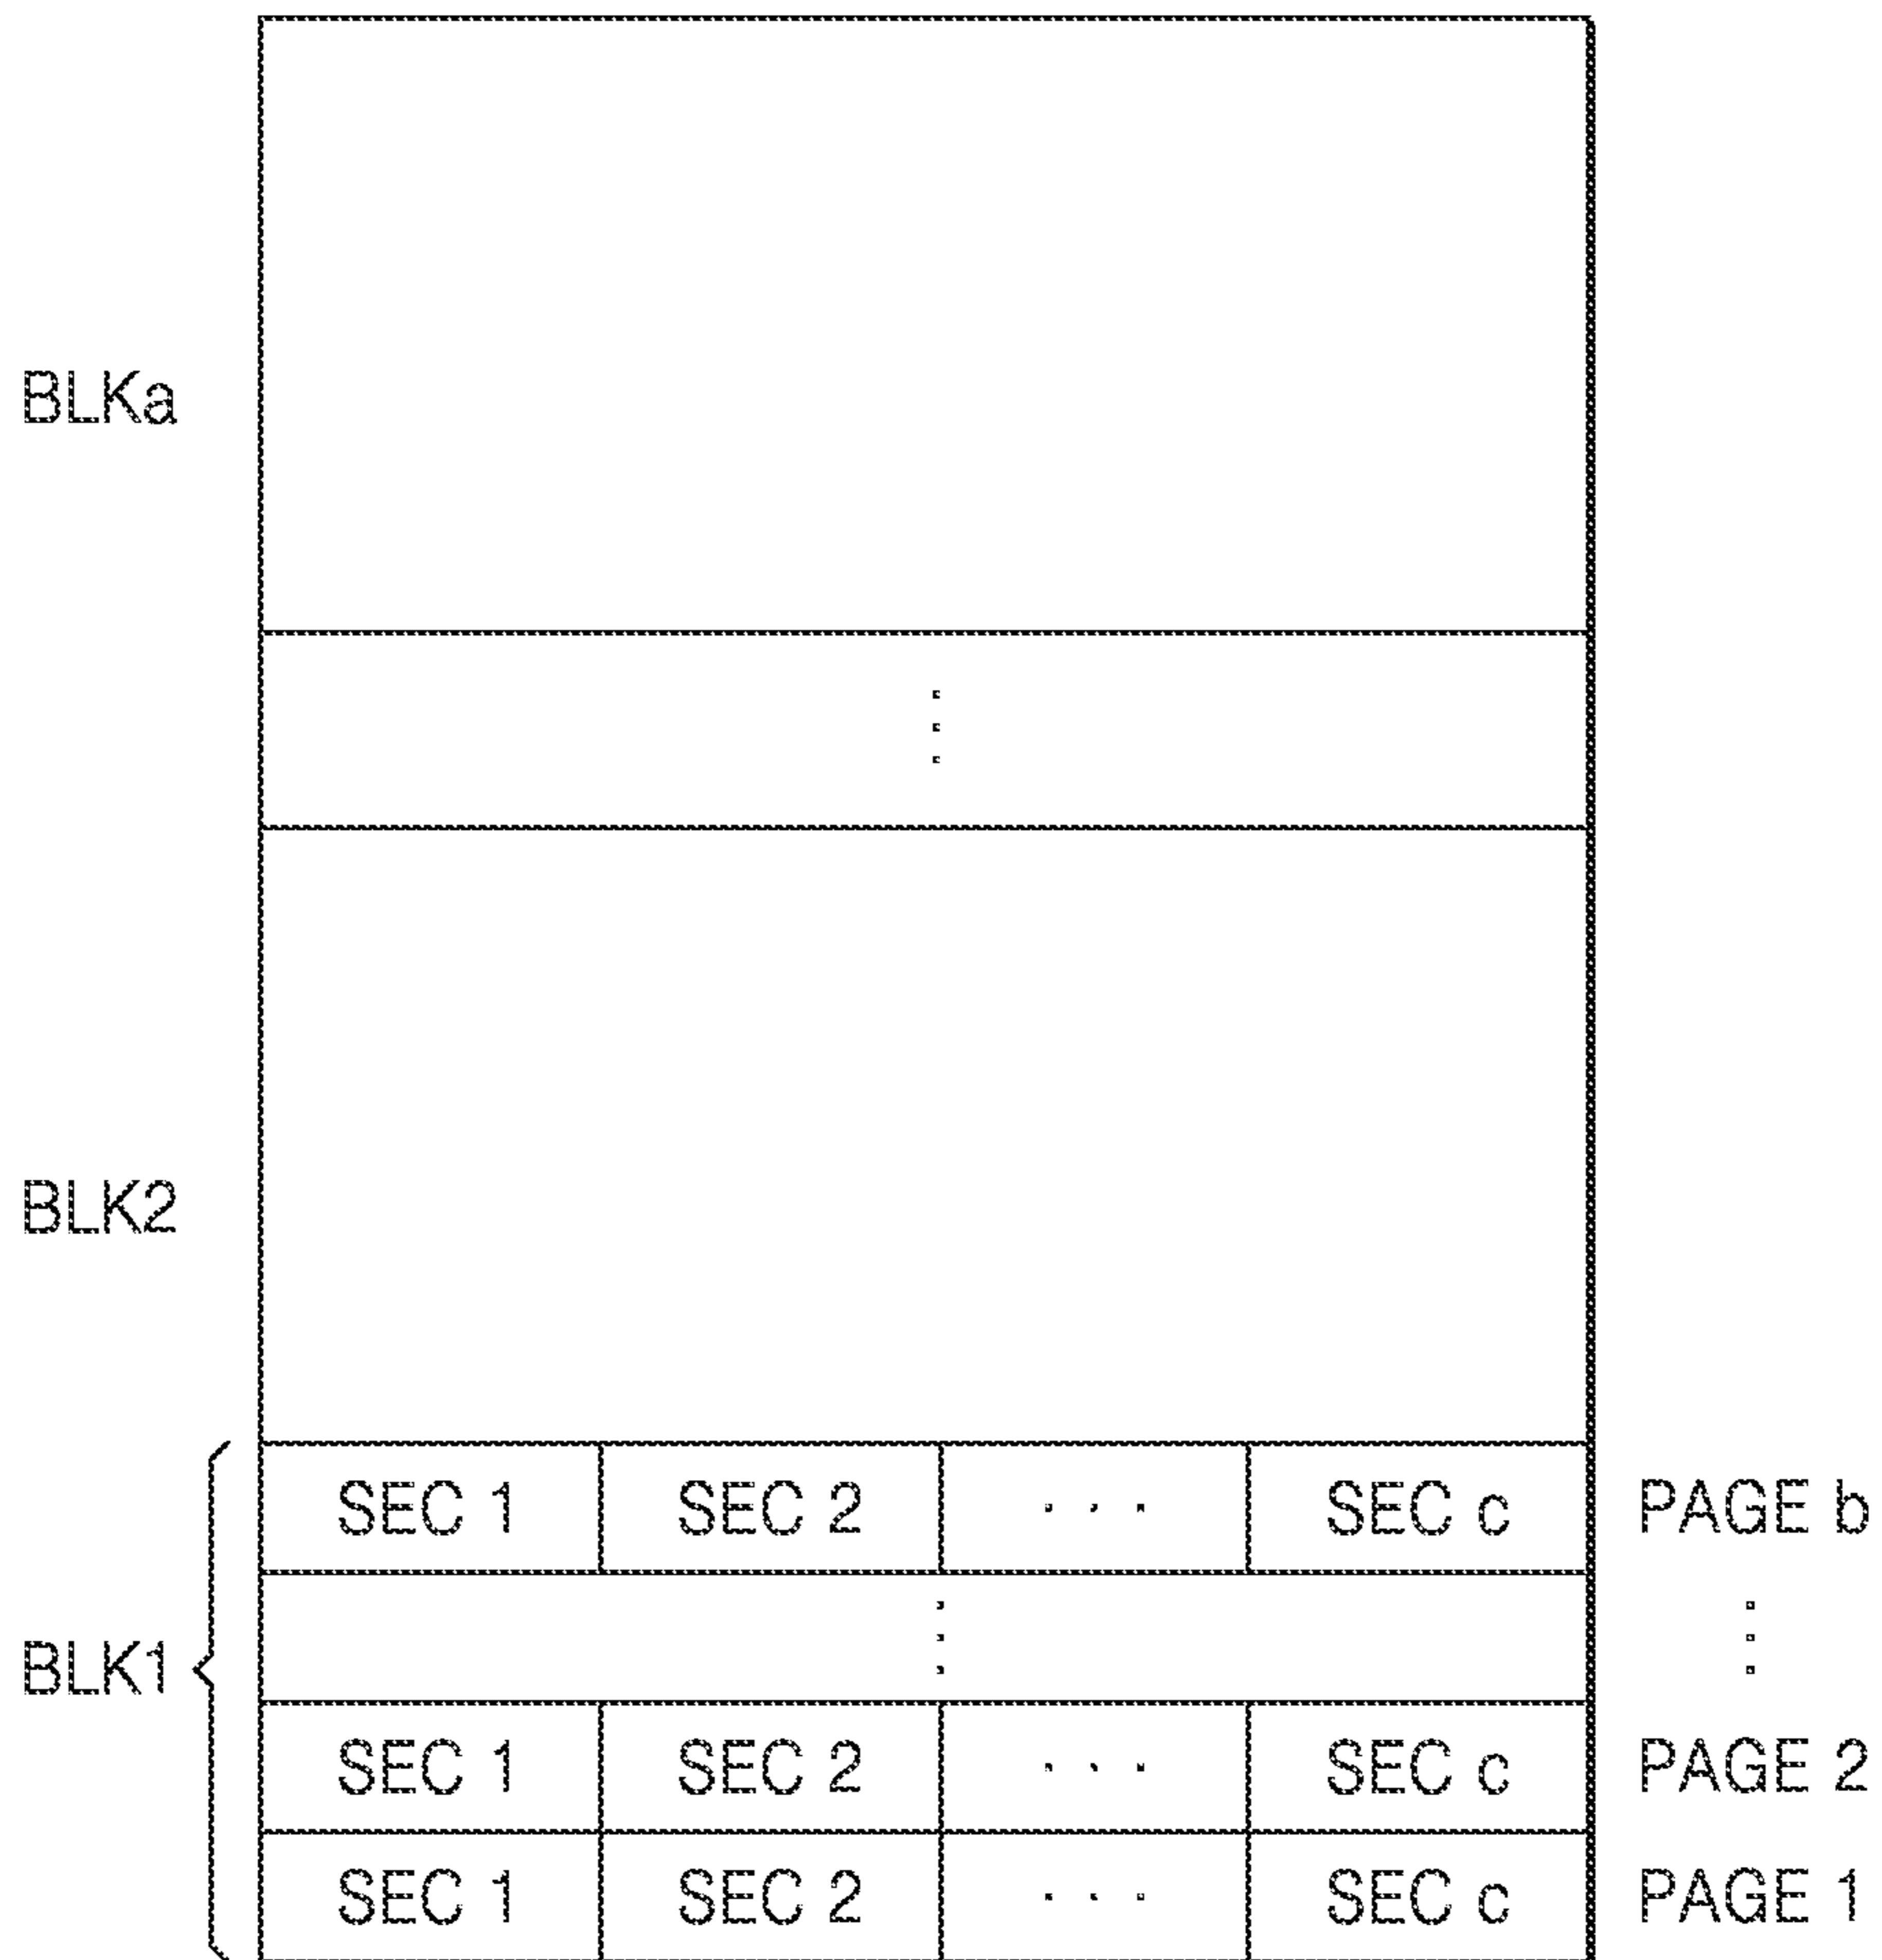 BLKa
BLK2
SEC 1 SEC 2 ... SEC c PAGE b
BLK1
SEC 1 SEC 2 ... SEC c PAGE 2
SEC 1 SEC 2 ... SEC c PAGE 1